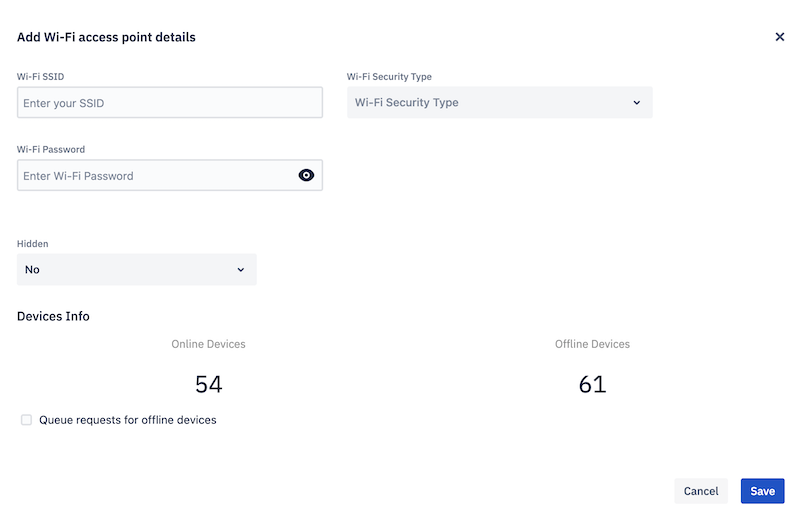 Add Wi-Fi access point details
Wi-Fi SSID
Wi-Fi Security Type
Enter your SSID
Wi-Fi Security Type
Wi-Fi Password
Enter Wi-Fi Password
Hidden
No
Devices Info
Online Devices
Offline Devices
54
61
Queue requests for offline devices
Cancel
Save